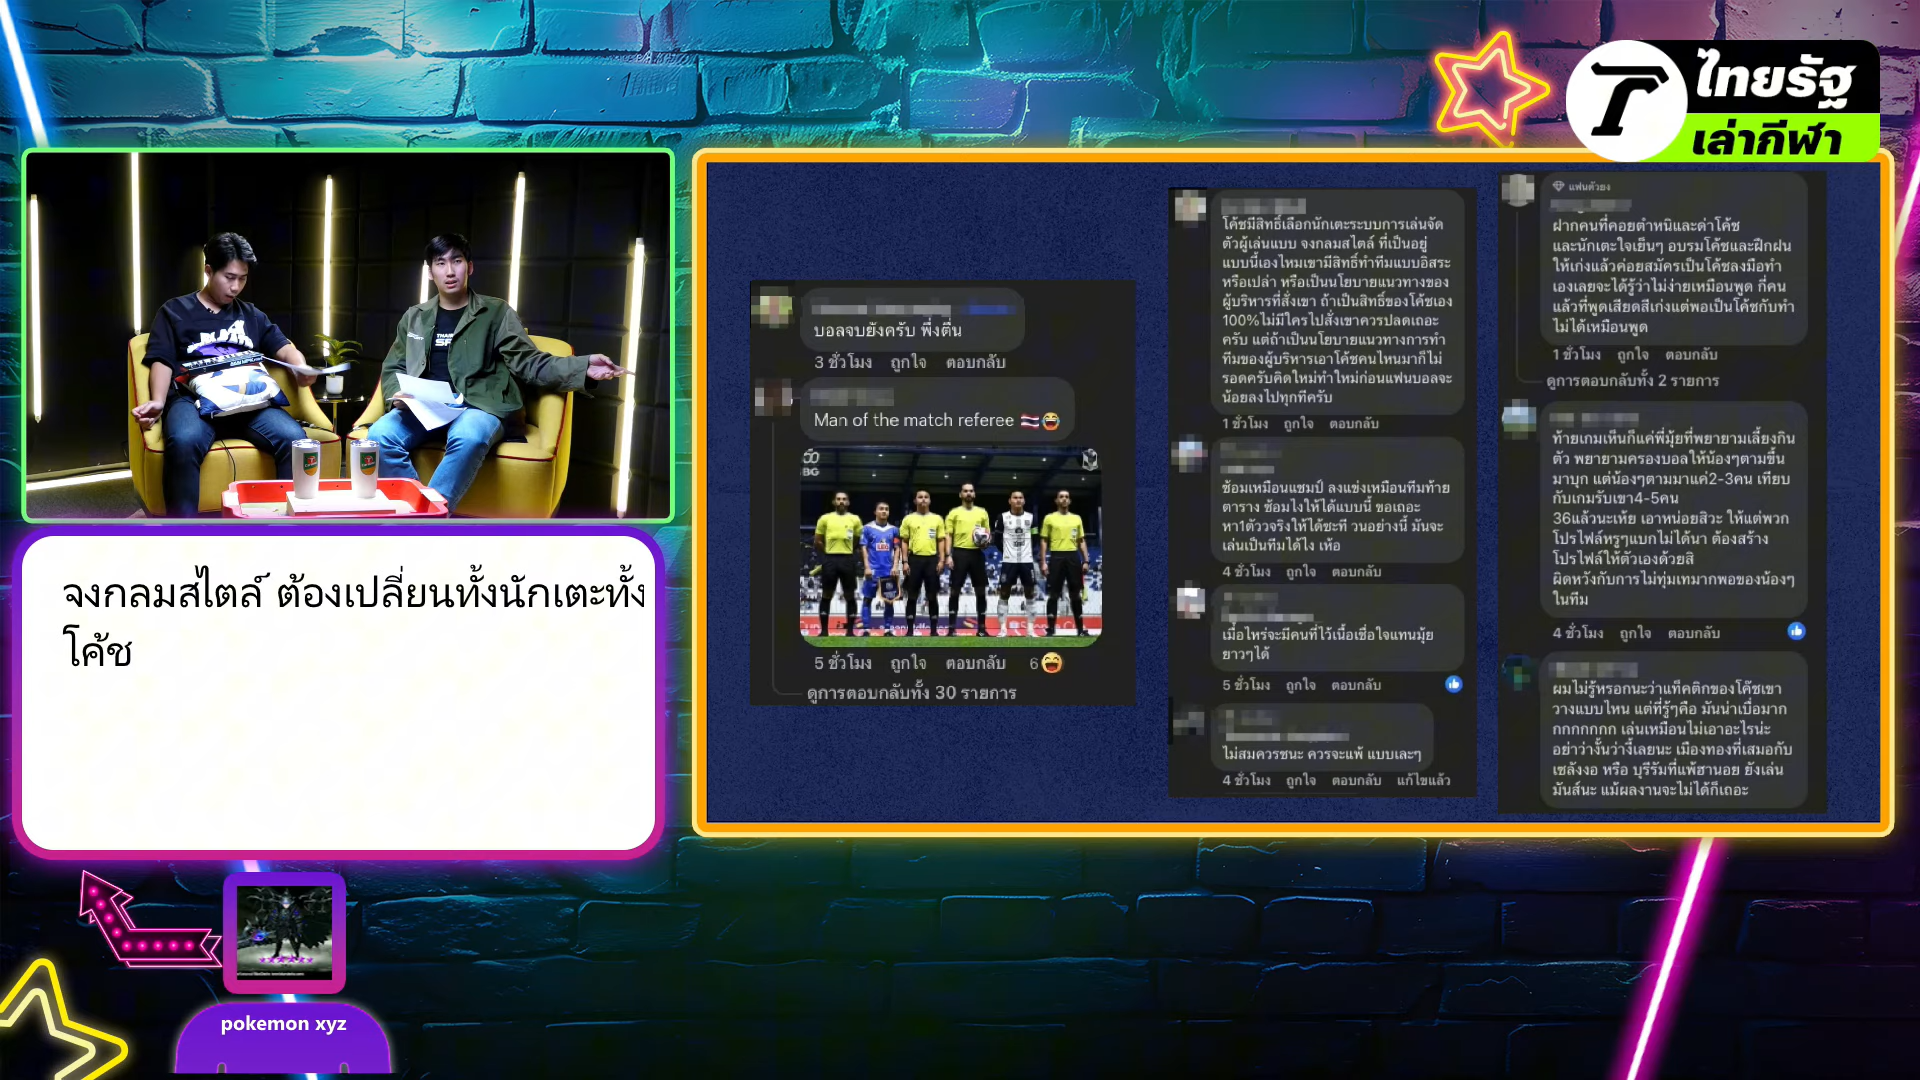 ไทยรัฐ
เล่ากีฬา
จงกลมสไตล์ ต้องเปลี่ยนทั้งนักเตะทั้ง
โค้ช
pokemon xyz
บอลจบยังครับ พึ่งตื่น
3 ชั่วโมง ถูกใจ ตอบกลับ
Man of the match referee 🇹🇭😂
5 ชั่วโมง ถูกใจ ตอบกลับ 6
ดูการตอบกลับทั้ง 30 รายการ
โค้ชมีสิทธิ์เลือกนักเตะระบบการเล่นจัด
ตัวผู้เล่นแบบ จงกลมสไตล์ ที่เป็นอยู่
แบบนี้เองไหมเขามีสิทธิ์ทำทีมแบบอิสระ
หรือเปล่า หรือเป็นนโยบายแนวทางของ
ผู้บริหารที่สั่งเขา ถ้าเป็นสิทธิ์ของโค้ชเอง
100%ไม่มีใครไปสั่งเขาควรปลดเถอะ
ครับ แต่ถ้าเป็นนโยบายแนวทางการทำ
ทีมของผู้บริหารเอาโค้ชคนไหนมาก็ไม่
รอดครับคิดใหม่ทำใหม่ก่อนแฟนบอลจะ
น้อยลงไปทุกทีครับ
1 ชั่วโมง ถูกใจ ตอบกลับ
ซ้อมเหมือนแชมป์ ลงแข่งเหมือนทีมท้าย
ตาราง ซ้อมไงให้ได้แบบนี้ ขอเถอะ
หา1ตัววจริงให้ได้ซะที วนอย่างนี้ มันจะ
เล่นเป็นทีมได้ไง เห้อ
4 ชั่วโมง ถูกใจ ตอบกลับ
เมื่อไหร่จะมีคนที่ไว้เนื้อเชื่อใจแทนมุ้ย
ยาวๆได้
5 ชั่วโมง ถูกใจ ตอบกลับ
ไม่สมควรชนะ ควรจะแพ้ แบบเละๆ
4 ชั่วโมง ถูกใจ ตอบกลับ แก้ไขแล้ว
แฟนตัวยง
ฝากคนที่คอยตำหนิและด่าโค้ช
และนักเตะใจเย็นๆ อบรมโค้ชและฝึกฝน
ให้เก่งแล้วค่อยสมัครเป็นโค้ชลงมือทำ
เองเลยจะได้รู้ว่าไม่ง่ายเหมือนพูด กี่คน
แล้วที่พูดเสียดสีเก่งแต่พอเป็นโค้ชกับทำ
ไม่ได้เหมือนพูด
1 ชั่วโมง ถูกใจ ตอบกลับ
ดูการตอบกลับทั้ง 2 รายการ
ท้ายเกมเห็นก็แค่พี่มุ้ยที่พยายามเลี้ยงกิน
ตัว พยายามครองบอลให้น้องๆตามขึ้น
มาบุก แต่น้องๆตามมาแค่2-3คน เทียบ
กับเกมรับเขา4-5คน
36แล้วนะเห้ย เอาหน่อยสิวะ ให้แต่พวก
โปรไฟล์หรูๆแบกไม่ได้นา ต้องสร้าง
โปรไฟล์ให้ตัวเองด้วยสิ
ผิดหวังกับการไม่ทุ่มเทมากพอของน้องๆ
ในทีม
4 ชั่วโมง ถูกใจ ตอบกลับ
ผมไม่รู้หรอกนะว่าแท็คติกของโค๊ชเขา
วางแบบไหน แต่ที่รู้ๆคือ มันน่าเบื่อมาก
กกกกกกก เล่นเหมือนไม่เอาอะไรน่ะ
อย่าว่างั้นว่างี้เลยนะ เมืองทองที่เสมอกับ
เซลังงอ หรือ บุรีรัมที่แพ้ฮานอย ยังเล่น
มันส์นะ แม้ผลงานจะไม่ได้ก็เถอะ